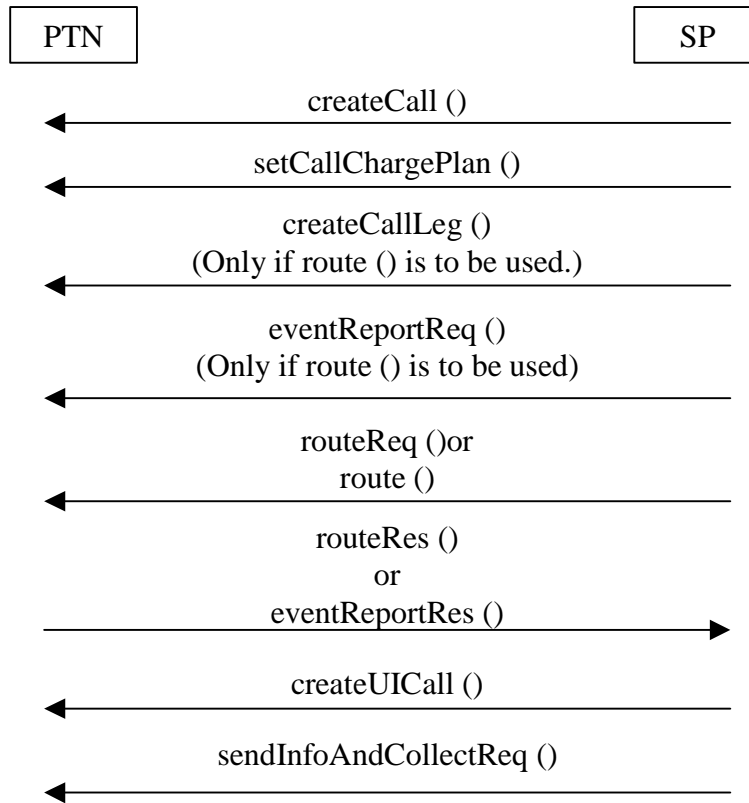 PTN
SP
createCall ()
setCallChargePlan ()
createCallLeg ()
(Only if route () is to be used.)
eventReportReq ()
(Only if route () is to be used)
routeReq ()or
route ()
routeRes ()
or
eventReportRes ()
createUICall ()
sendInfoAndCollectReq ()